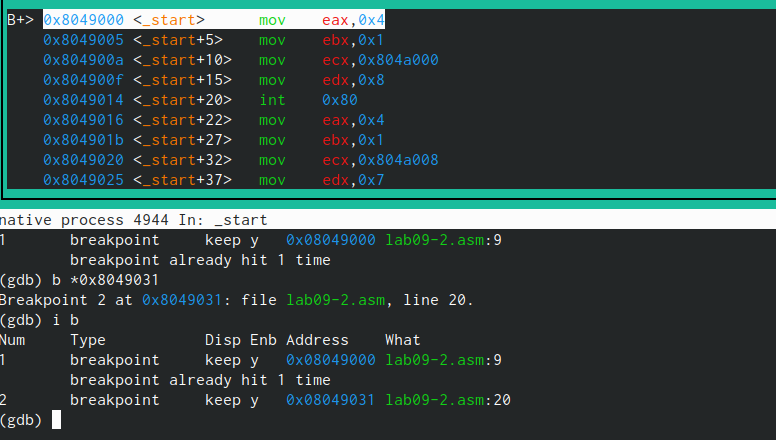 B+> 0x8049000 <_start> mov eax,0x4
0x8049005 <_start+5> mov ebx,0x1
0x804900a <_start+10> mov ecx,0x804a000
0x804900f <_start+15> mov edx,0x8
0x8049014 <_start+20> int 0x80
0x8049016 <_start+22> mov eax,0x4
0x804901b <_start+27> mov ebx,0x1
0x8049020 <_start+32> mov ecx,0x804a008
0x8049025 <_start+37> mov edx,0x7
native process 4944 In: _start
1 breakpoint keep y 0x08049000 lab09-2.asm:9
breakpoint already hit 1 time
(gdb) b *0x8049031
Breakpoint 2 at 0x8049031: file lab09-2.asm, line 20.
(gdb) i b
Num Type Disp Enb Address What
1 breakpoint keep y 0x08049000 lab09-2.asm:9
breakpoint already hit 1 time
2 breakpoint keep y 0x08049031 lab09-2.asm:20
(gdb)